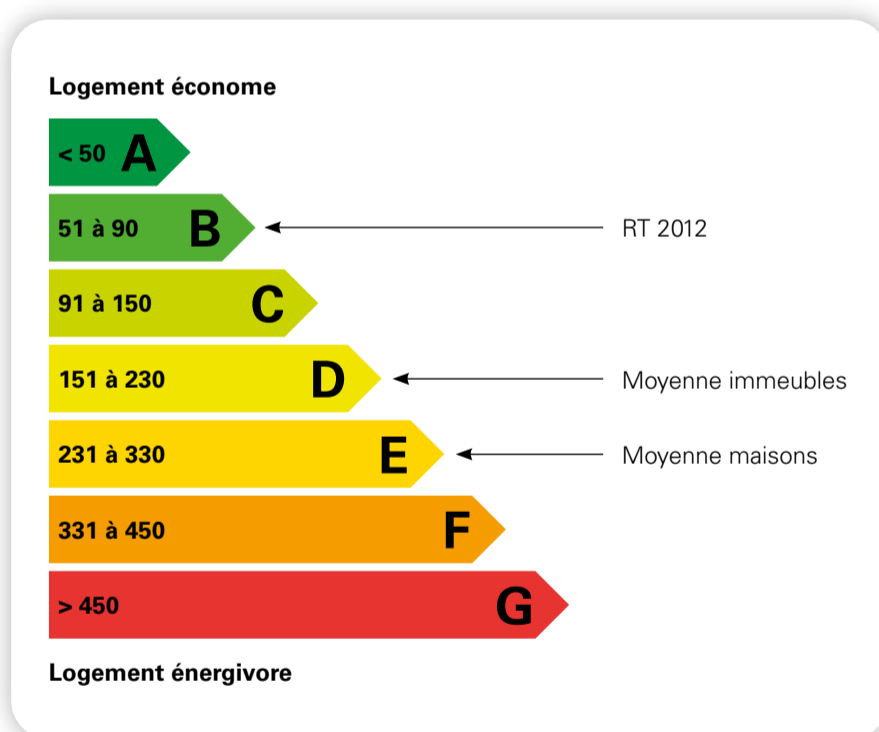 Logement économe
< 50 A
51 à 90 B RT 2012
91 à 150 C
151 à 230 D Moyenne immeubles
231 à 330 E Moyenne maisons
331 à 450 F
> 450 G
Logement énergivore